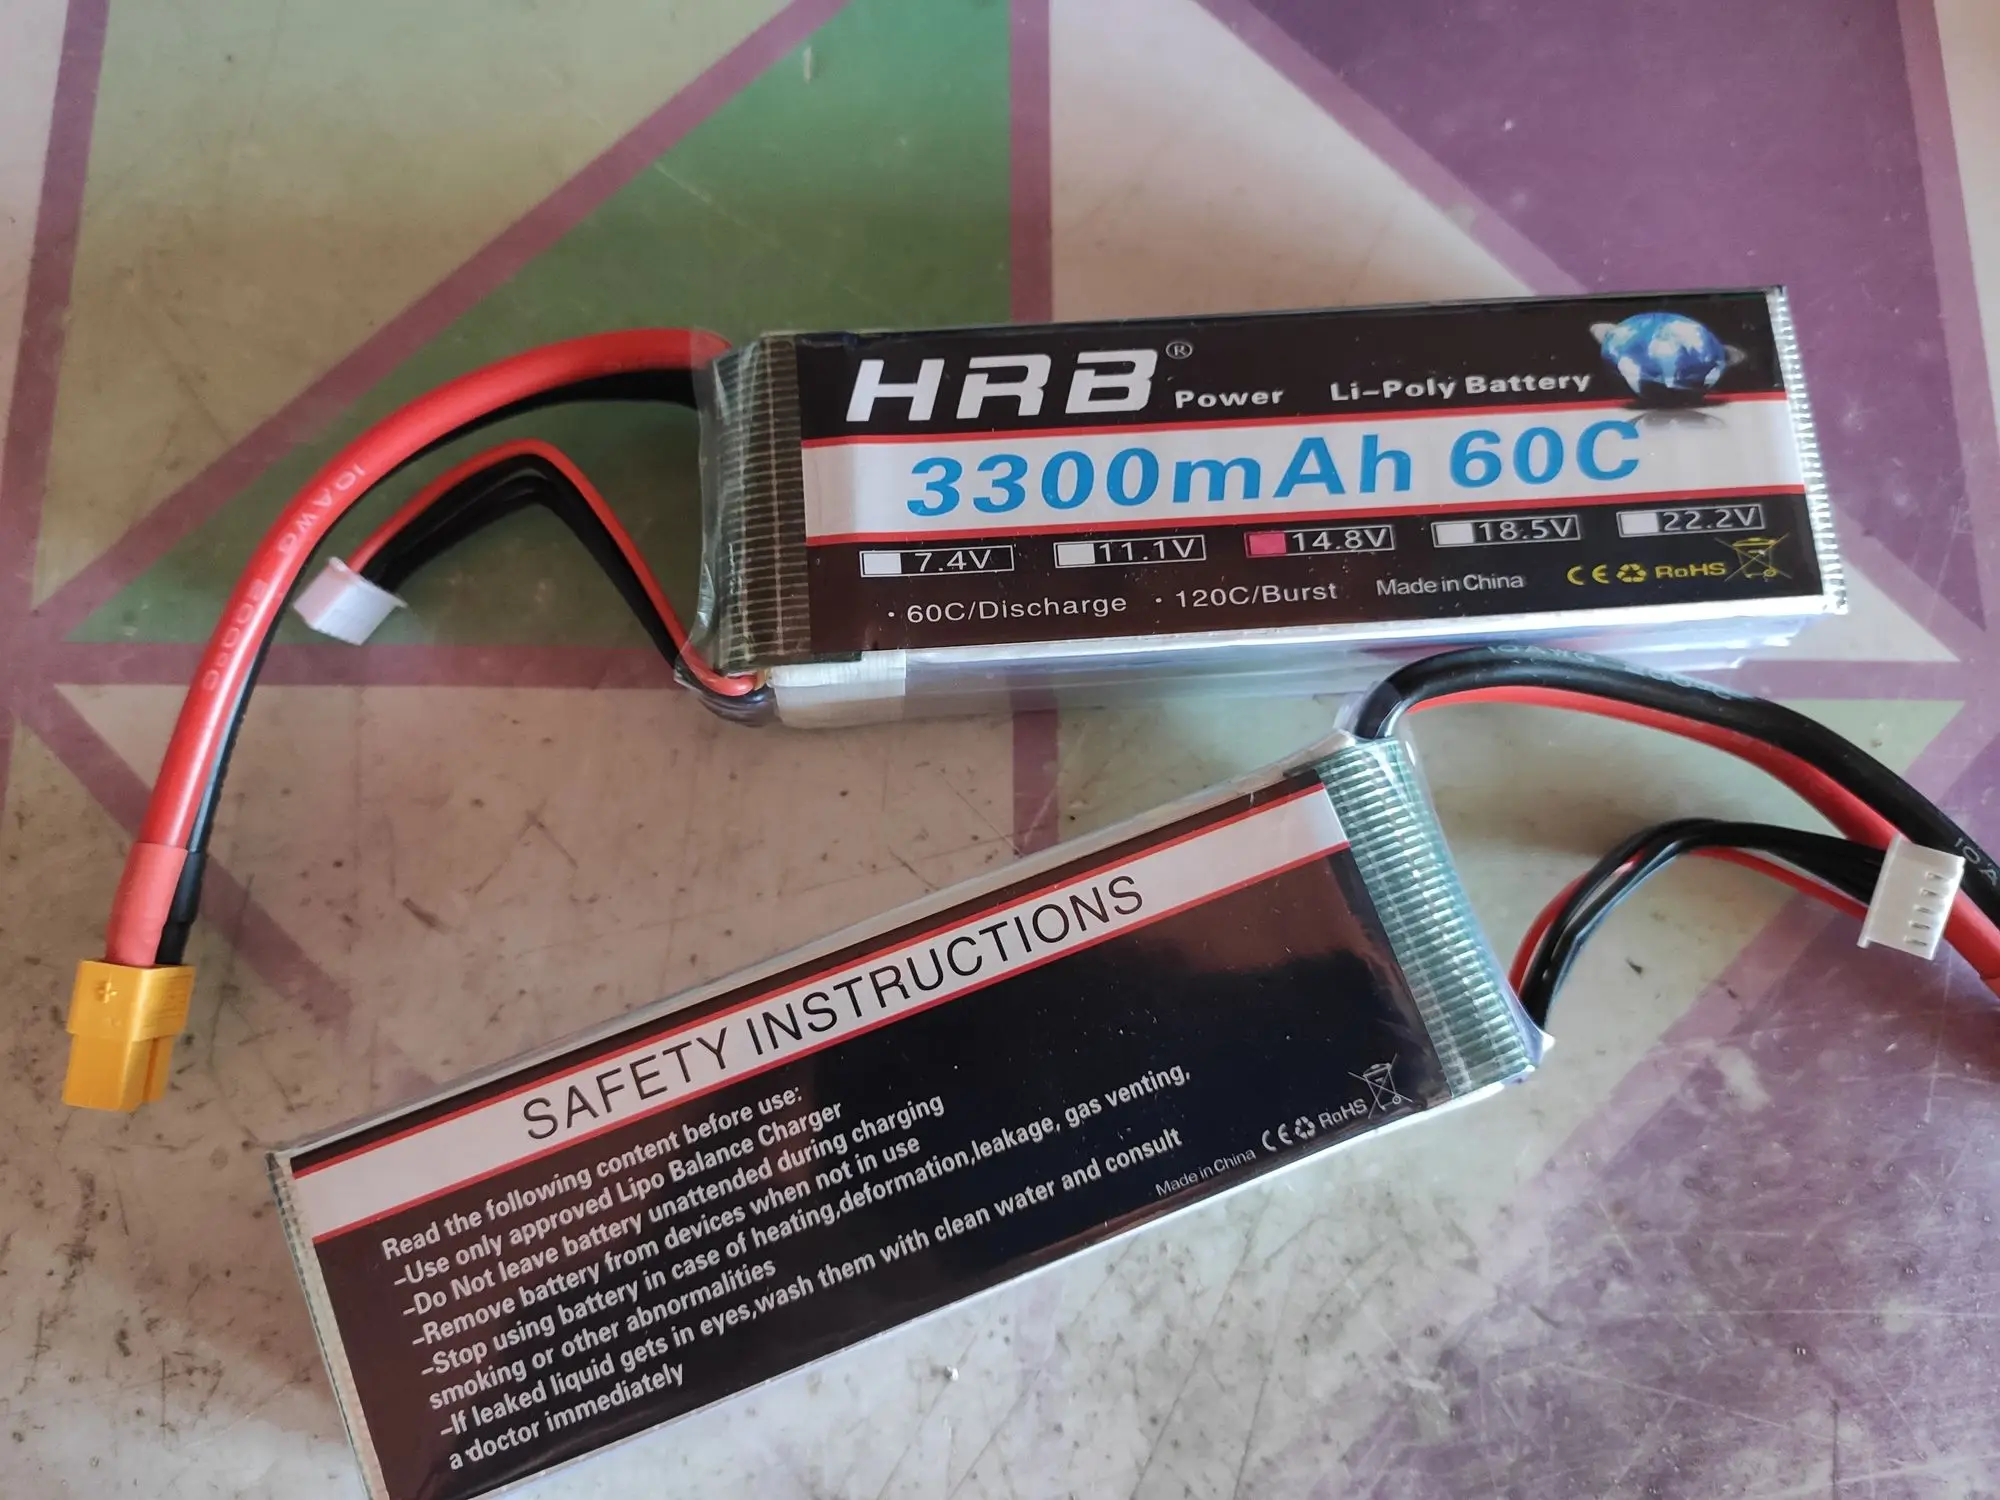 HRB® Power Li-Poly Battery
3300mAh 60C
7.4V 11.1V 14.8V 18.5V 22.2V
· 60C/Discharge · 120C/Burst Made in China CE RoHS
10AWG 200°C
10AWG
10A
SAFETY INSTRUCTIONS
Read the following content before use:
-Use only approved Lipo Balance Charger
-Do Not leave battery unattended during charging
-Remove battery from devices when not in use
-Stop using battery in case of heating,deformation,leakage, gas venting,
smoking or other abnormalities
-If leaked liquid gets in eyes,wash them with clean water and consult
a doctor immediately
Made in China CE RoHS